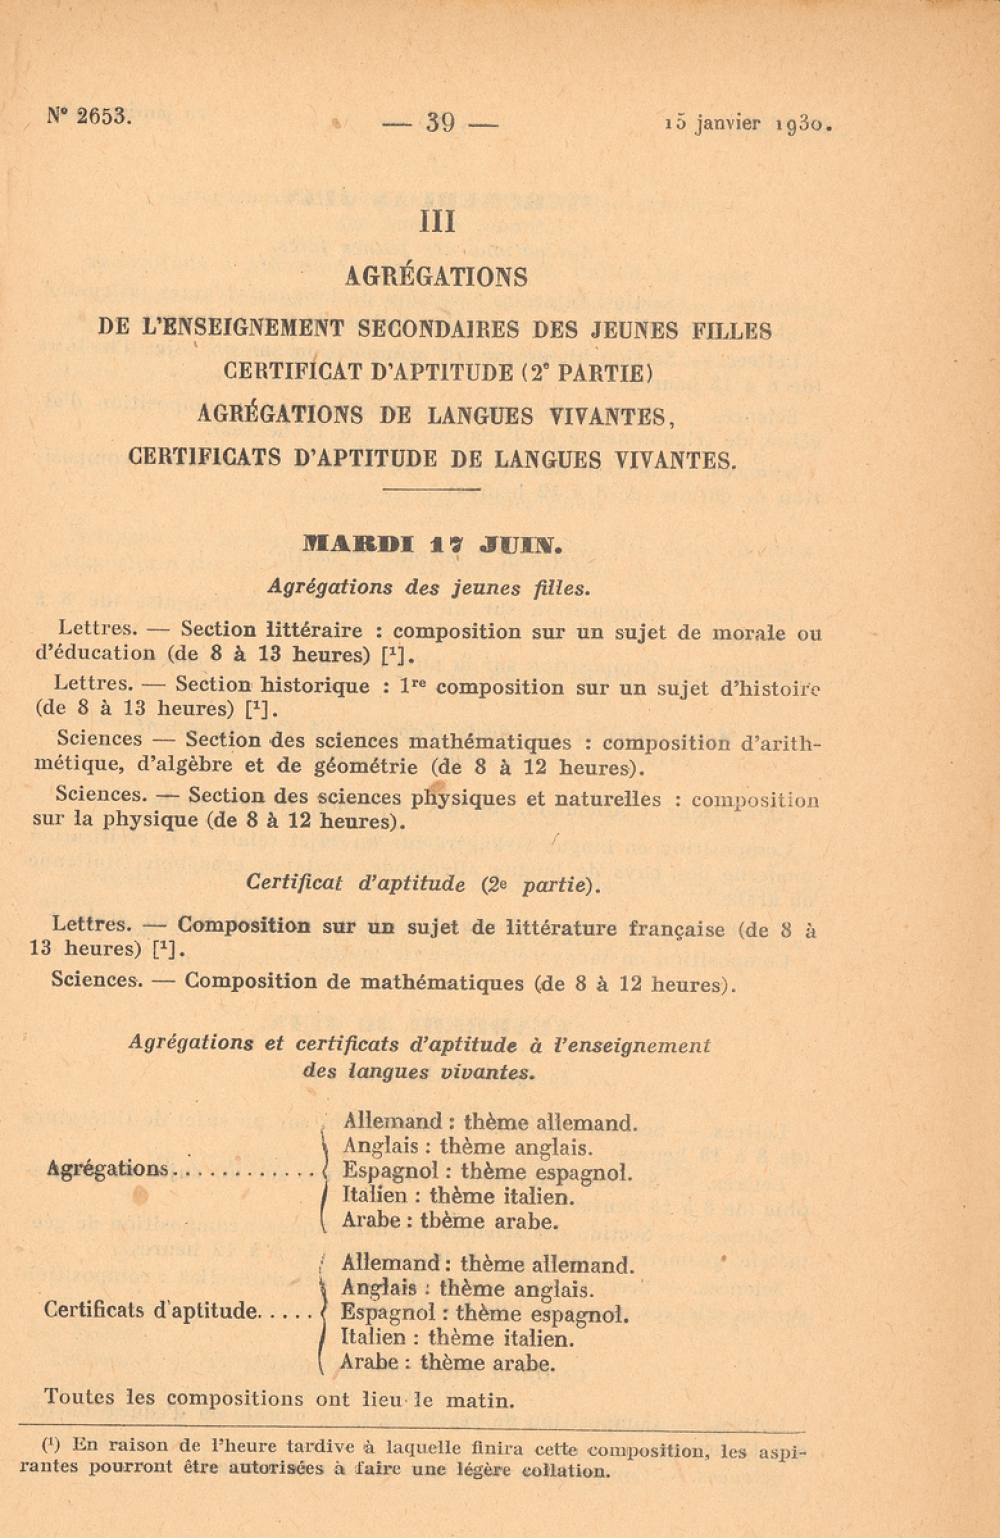 N° 2653.
— 39 —
15 janvier 1930.
III
AGRÉGATIONS
DE L'ENSEIGNEMENT SECONDAIRES DES JEUNES FILLES
CERTIFICAT D'APTITUDE (2e PARTIE)
AGRÉGATIONS DE LANGUES VIVANTES,
CERTIFICATS D'APTITUDE DE LANGUES VIVANTES.
MARDI 17 JUIN.
Agrégations des jeunes filles.
Lettres. — Section littéraire : composition sur un sujet de morale ou
d'éducation (de 8 à 13 heures) [¹].
Lettres. — Section historique : 1re composition sur un sujet d'histoire
(de 8 à 13 heures) [¹].
Sciences — Section des sciences mathématiques : composition d'arith-
métique, d'algèbre et de géométrie (de 8 à 12 heures).
Sciences. — Section des sciences physiques et naturelles : composition
sur la physique (de 8 à 12 heures).
Certificat d'aptitude (2e partie).
Lettres. — Composition sur un sujet de littérature française (de 8 à
13 heures) [¹].
Sciences. — Composition de mathématiques (de 8 à 12 heures).
Agrégations et certificats d'aptitude à l'enseignement
des langues vivantes.
Allemand : thème allemand.
Anglais : thème anglais.
Agrégations............ Espagnol : thème espagnol.
Italien : thème italien.
Arabe : thème arabe.
Allemand : thème allemand.
Anglais : thème anglais.
Certificats d'aptitude..... Espagnol : thème espagnol.
Italien : thème italien.
Arabe : thème arabe.
Toutes les compositions ont lieu le matin.
(¹) En raison de l'heure tardive à laquelle finira cette composition, les aspi-
rantes pourront être autorisées à faire une légère collation.